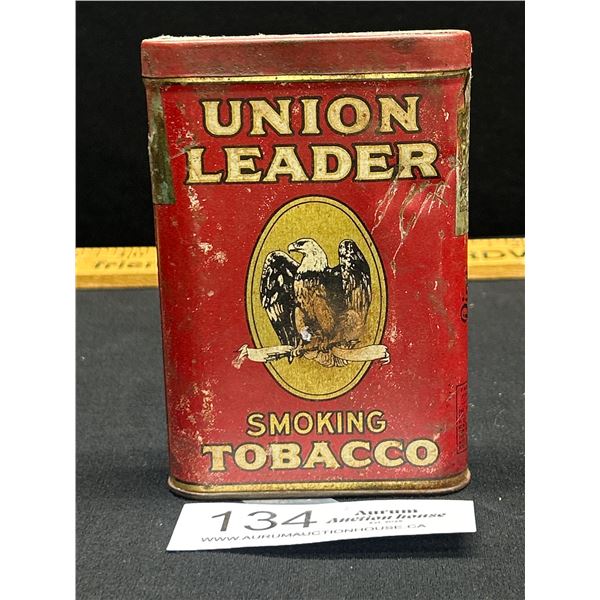 UNION
LEADER
SMOKING
TOBACCO
134
Aurum
Auction house
WWW.AURUMAUCTIONHOUSE.CA